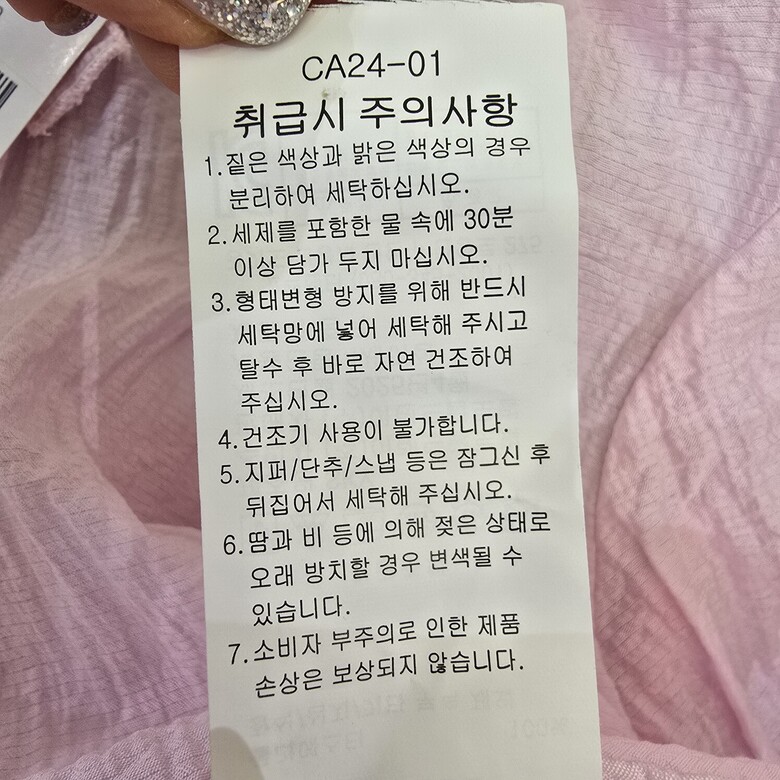 CA24-01
취급시 주의사항
1.짙은 색상과 밝은 색상의 경우
분리하여 세탁하십시오.
2.세제를 포함한 물 속에 30분
이상 담가 두지 마십시오.
3.형태변형 방지를 위해 반드시
세탁망에 넣어 세탁해 주시고
탈수 후 바로 자연 건조하여
주십시오.
4.건조기 사용이 불가합니다.
5.지퍼/단추/스냅 등은 잠그신 후
뒤집어서 세탁해 주십시오.
6.땀과 비 등에 의해 젖은 상태로
오래 방치할 경우 변색될 수
있습니다.
7.소비자 부주의로 인한 제품
손상은 보상되지 않습니다.